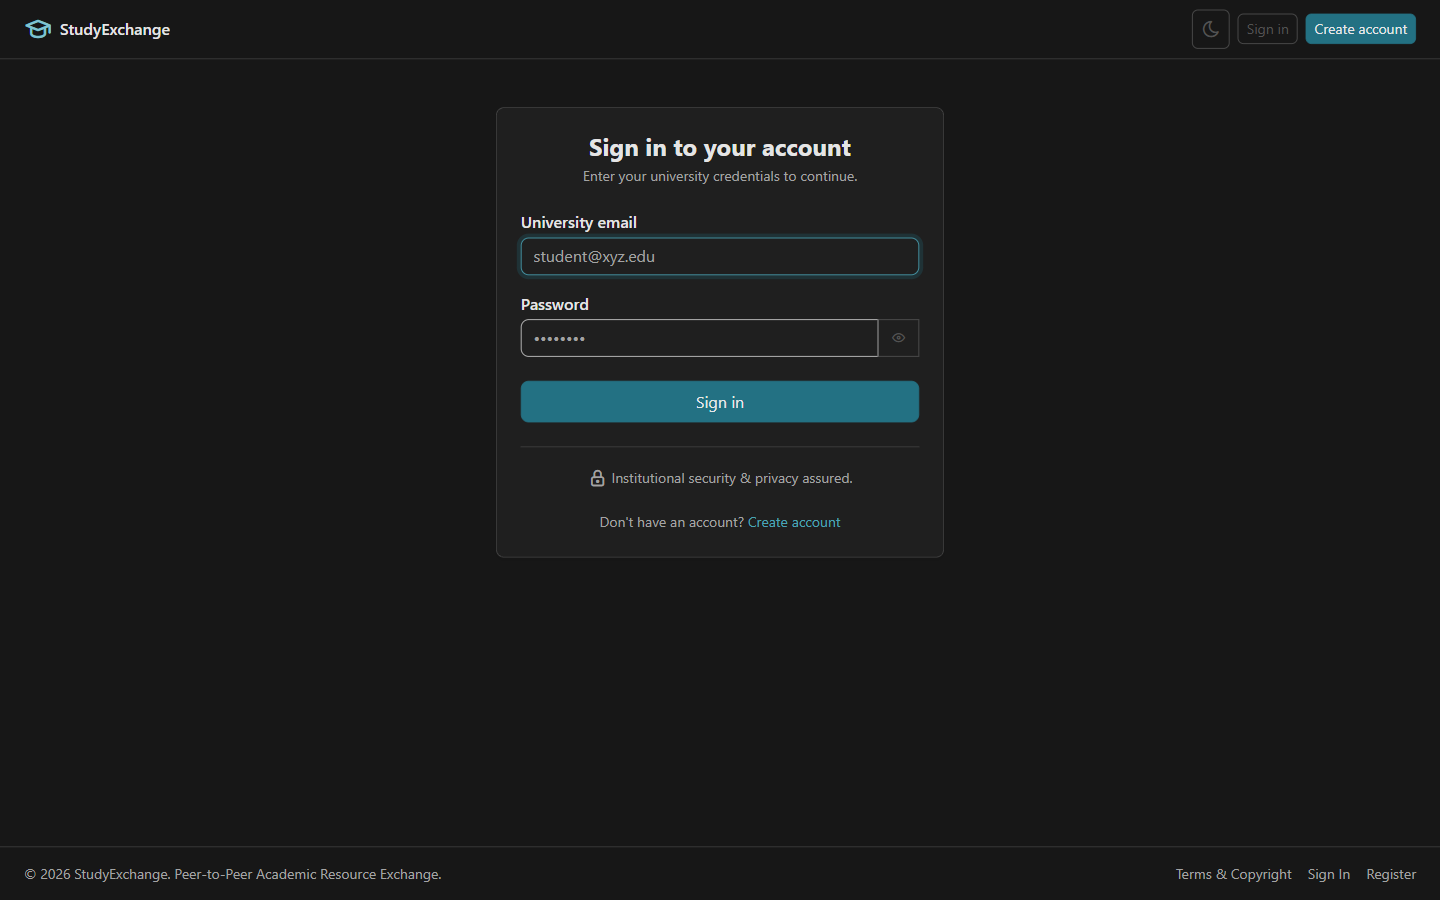 StudyExchange
Sign in
Create account
Sign in to your account
Enter your university credentials to continue.
University email
student@xyz.edu
Password
••••••••
Sign in
Institutional security & privacy assured.
Don't have an account? Create account
© 2026 StudyExchange. Peer-to-Peer Academic Resource Exchange.
Terms & Copyright
Sign In
Register